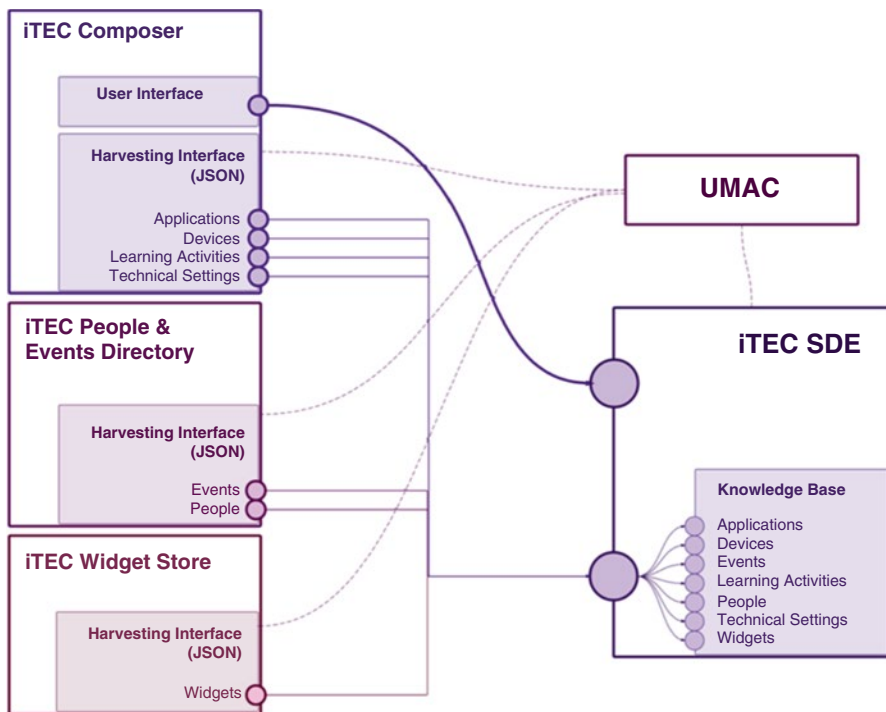 iTEC Composer
User Interface
Harvesting Interface
(JSON)
Applications
Devices
Learning Activities
Technical Settings
iTEC People &
Events Directory
Harvesting Interface
(JSON)
Events
People
iTEC Widget Store
Harvesting Interface
(JSON)
Widgets
UMAC
iTEC SDE
Knowledge Base
Applications
Devices
Events
Learning Activities
People
Technical Settings
Widgets